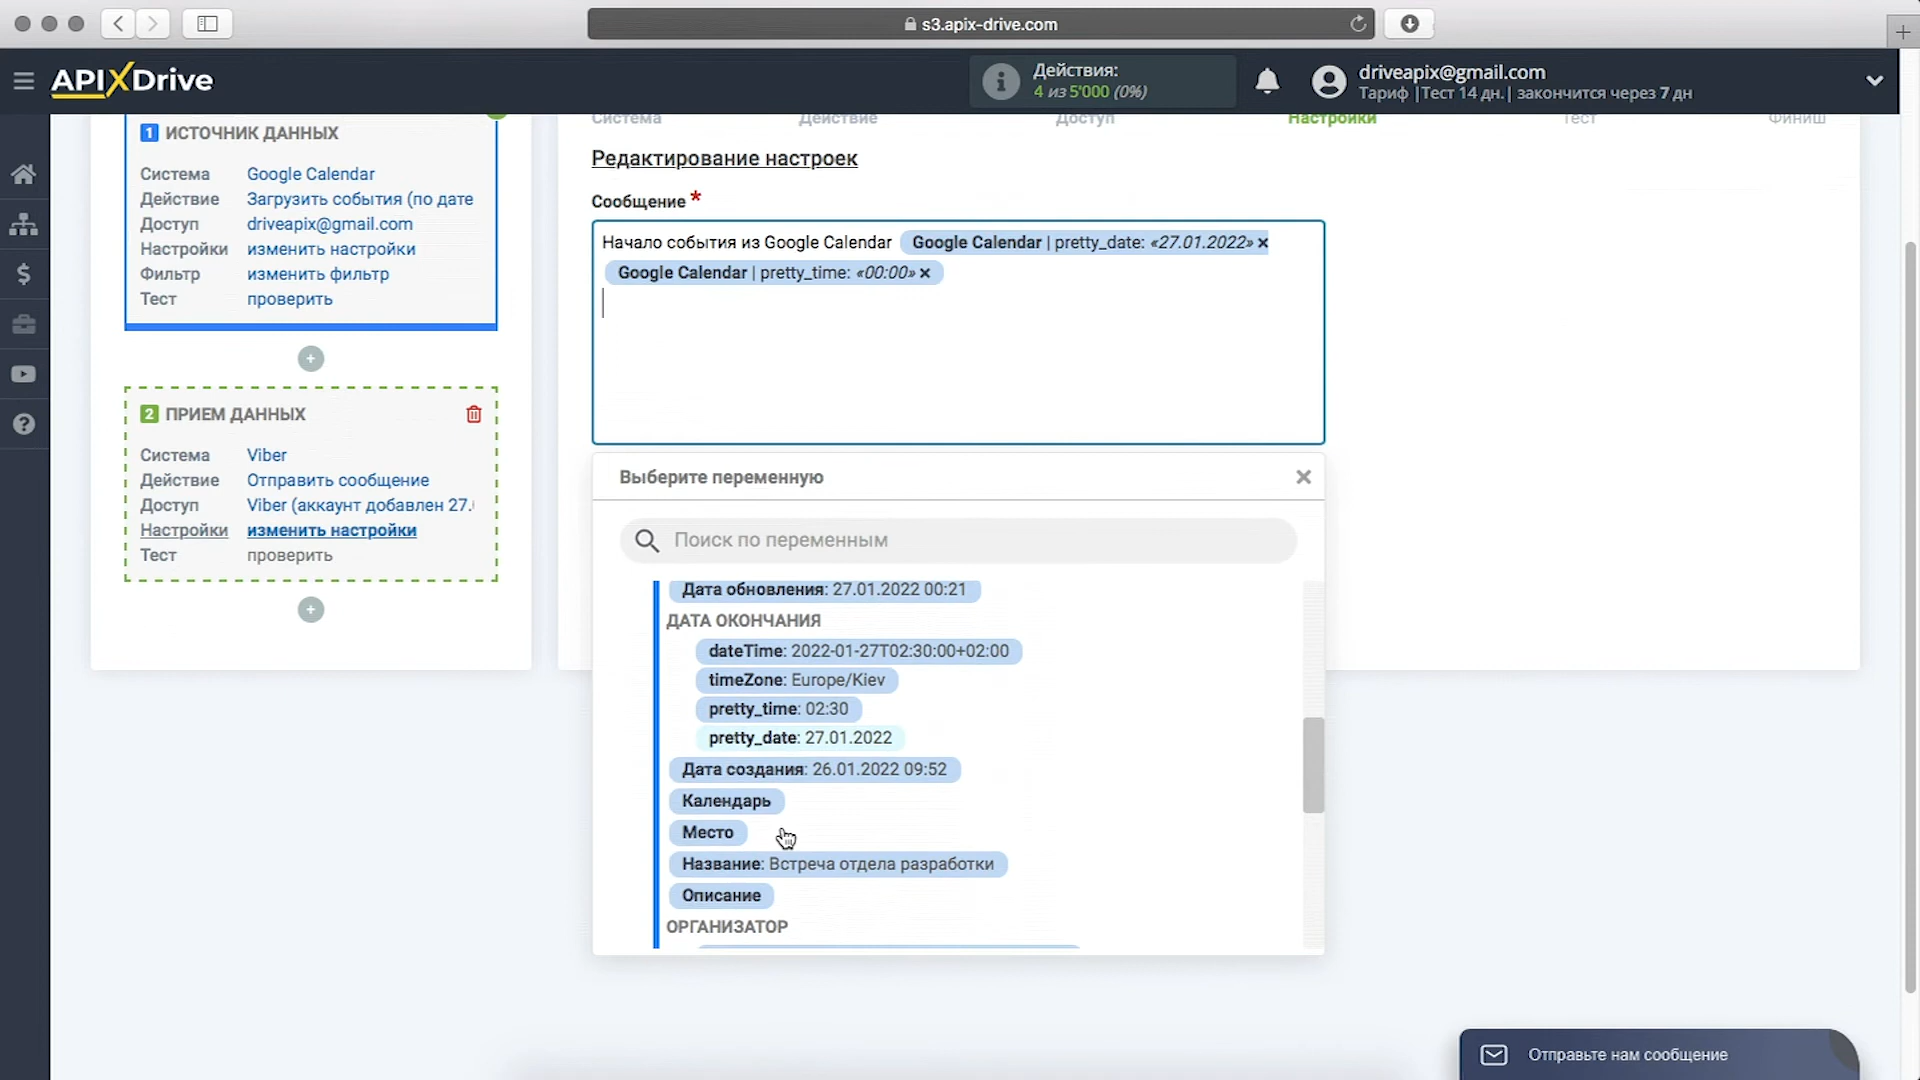 s3.apix-drive.com
APIXDrive
Действия:
4 из 5'000 (0%)
driveapix@gmail.com
Тариф |Тест 14 дн.| закончится через 7 дн
1 ИСТОЧНИК ДАННЫХ
Система Google Calendar
Действие Загрузить события (по дате
Доступ driveapix@gmail.com
Настройки изменить настройки
Фильтр изменить фильтр
Тест проверить
2 ПРИЕМ ДАННЫХ
Система Viber
Действие Отправить сообщение
Доступ Viber (аккаунт добавлен 27.
Настройки изменить настройки
Тест проверить
Система Действие Доступ Настройки Тест Финиш
Редактирование настроек
Сообщение *
Начало события из Google Calendar Google Calendar | pretty_date: «27.01.2022» ×
Google Calendar | pretty_time: «00:00» ×
Выберите переменную
Поиск по переменным
Дата обновления: 27.01.2022 00:21
ДАТА ОКОНЧАНИЯ
dateTime: 2022-01-27T02:30:00+02:00
timeZone: Europe/Kiev
pretty_time: 02:30
pretty_date: 27.01.2022
Дата создания: 26.01.2022 09:52
Календарь
Место
Название: Встреча отдела разработки
Описание
ОРГАНИЗАТОР
Отправьте нам сообщение